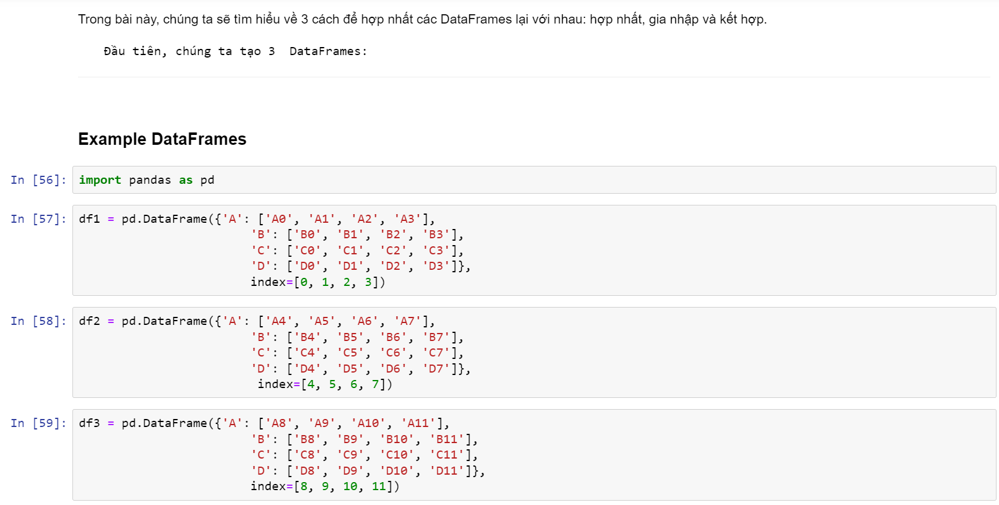 Trong bài này, chúng ta sẽ tìm hiểu về 3 cách để hợp nhất các DataFrames lại với nhau: hợp nhất, gia nhập và kết hợp.
Đầu tiên, chúng ta tạo 3  DataFrames:
Example DataFrames
In [56]: import pandas as pd
In [57]: df1 = pd.DataFrame({'A': ['A0', 'A1', 'A2', 'A3'],
'B': ['B0', 'B1', 'B2', 'B3'],
'C': ['C0', 'C1', 'C2', 'C3'],
'D': ['D0', 'D1', 'D2', 'D3']},
index=[0, 1, 2, 3])
In [58]: df2 = pd.DataFrame({'A': ['A4', 'A5', 'A6', 'A7'],
'B': ['B4', 'B5', 'B6', 'B7'],
'C': ['C4', 'C5', 'C6', 'C7'],
'D': ['D4', 'D5', 'D6', 'D7']},
index=[4, 5, 6, 7])
In [59]: df3 = pd.DataFrame({'A': ['A8', 'A9', 'A10', 'A11'],
'B': ['B8', 'B9', 'B10', 'B11'],
'C': ['C8', 'C9', 'C10', 'C11'],
'D': ['D8', 'D9', 'D10', 'D11']},
index=[8, 9, 10, 11])